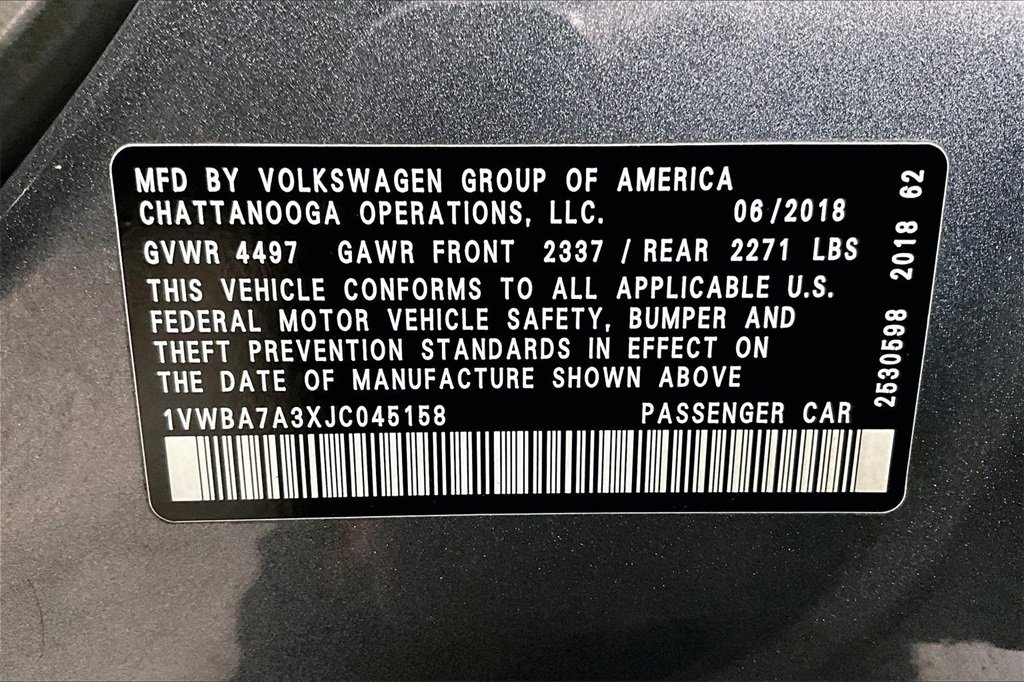 MFD BY VOLKSWAGEN GROUP OF AMERICA
CHATTANOOGA OPERATIONS, LLC. 06/2018
GVWR 4497 GAWR FRONT 2337 / REAR 2271 LBS
THIS VEHICLE CONFORMS TO ALL APPLICABLE U.S.
FEDERAL MOTOR VEHICLE SAFETY, BUMPER AND
THEFT PREVENTION STANDARDS IN EFFECT ON
THE DATE OF MANUFACTURE SHOWN ABOVE
1VWBA7A3XJC045158 PASSENGER CAR
2530598 2018 62